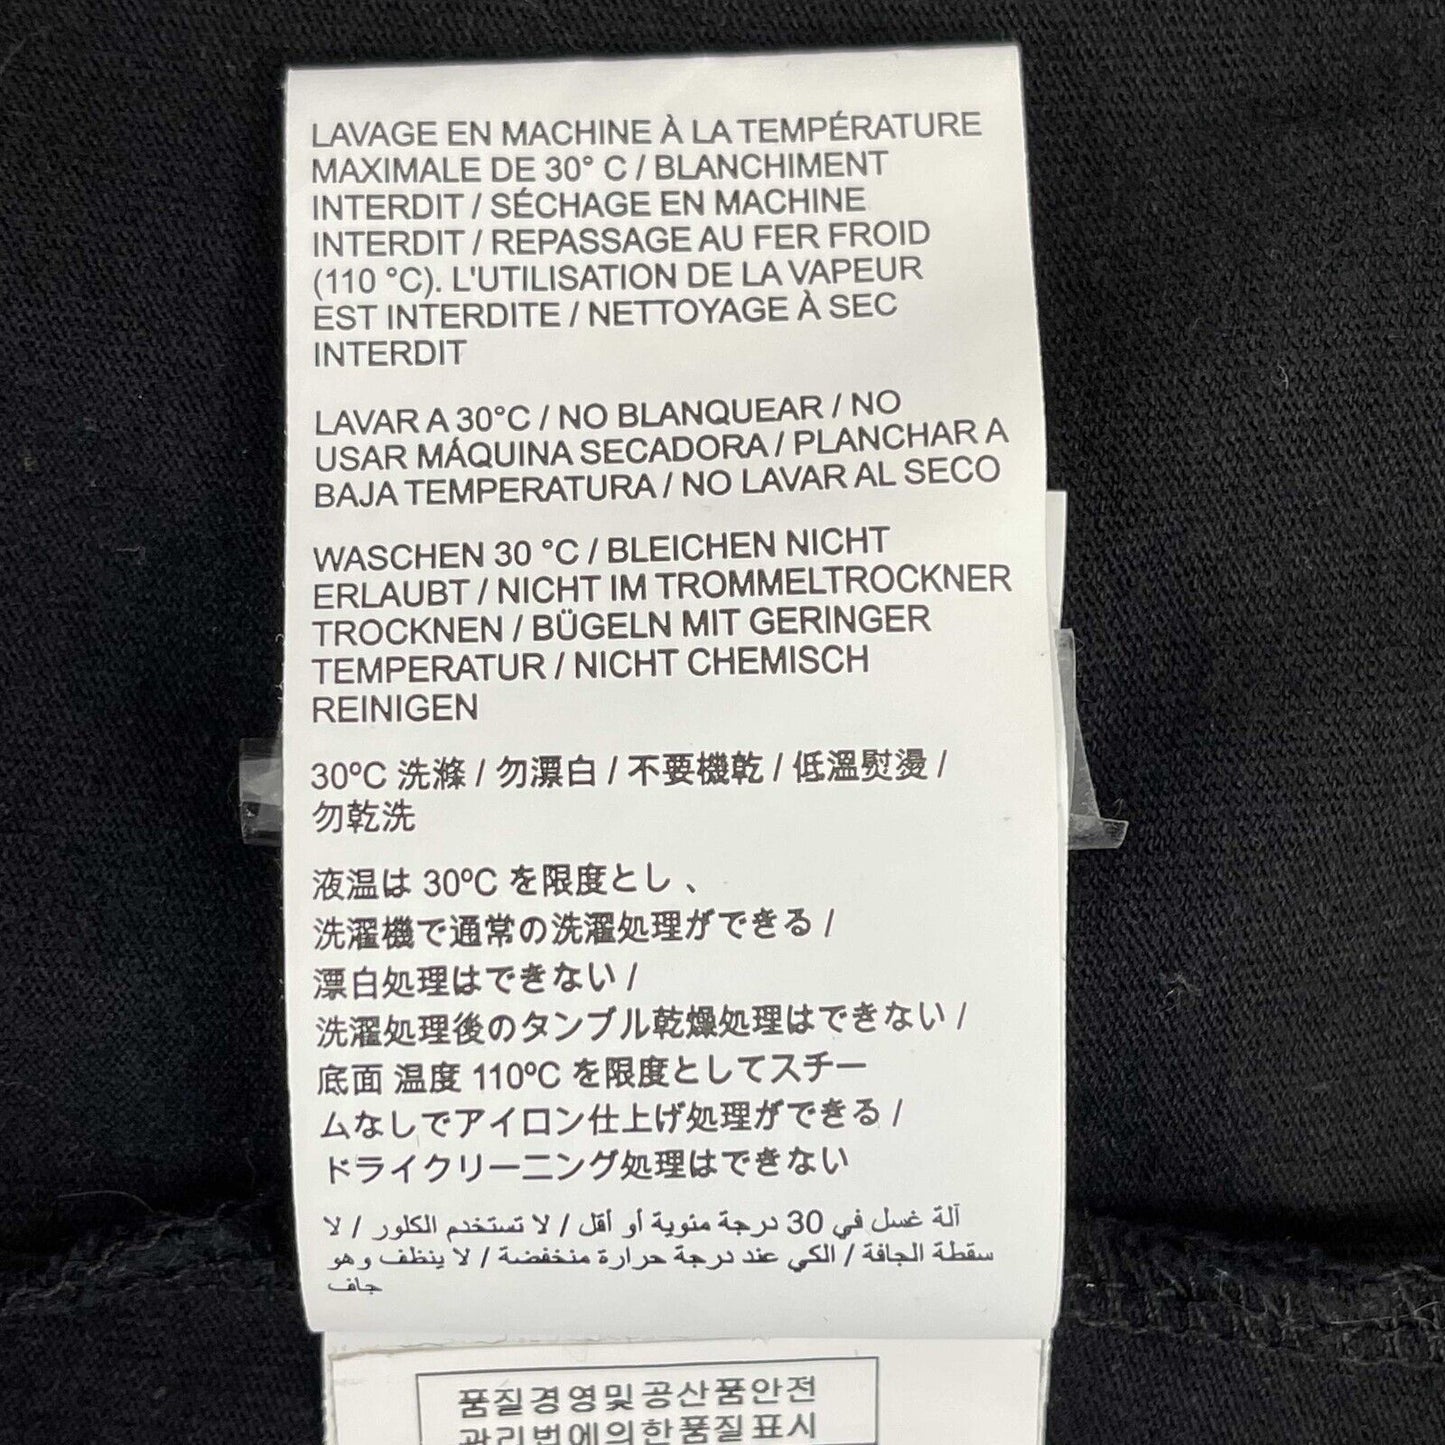 LAVAGE EN MACHINE À LA TEMPÉRATURE
MAXIMALE DE 30° C / BLANCHIMENT
INTERDIT / SÉCHAGE EN MACHINE
INTERDIT / REPASSAGE AU FER FROID
(110 °C). L'UTILISATION DE LA VAPEUR
EST INTERDITE / NETTOYAGE À SEC
INTERDIT
LAVAR A 30°C / NO BLANQUEAR / NO
USAR MÁQUINA SECADORA / PLANCHAR A
BAJA TEMPERATURA / NO LAVAR AL SECO
WASCHEN 30 °C / BLEICHEN NICHT
ERLAUBT / NICHT IM TROMMELTROCKNER
TROCKNEN / BÜGELN MIT GERINGER
TEMPERATUR / NICHT CHEMISCH
REINIGEN
30ºC 洗滌 / 勿漂白 / 不要機乾 / 低溫熨燙 /
勿乾洗
液温は 30ºC を限度とし 、
洗濯機で通常の洗濯処理ができる /
漂白処理はできない /
洗濯処理後のタンブル乾燥処理はできない /
底面 温度 110ºC を限度としてスチー
ムなしでアイロン仕上げ処理ができる /
ドライクリーニング処理はできない
آلة غسل في 30 درجة مئوية أو أقل / لا تستخدم الكلور / لا
سقطة الجافة / الكي عند درجة حرارة منخفضة / لا ينظف وهو
جاف
품질경영및공산품안전
관리법에의한품질표시